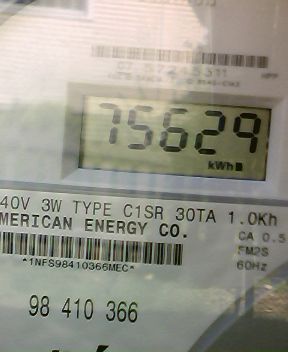 75629
kWh
40V 3W TYPE C1SR 30TA 1.0Kh
MERICAN ENERGY CO.
CA 0.5
FM2S
*1NFS98410366MEC*
60Hz
98 410 366